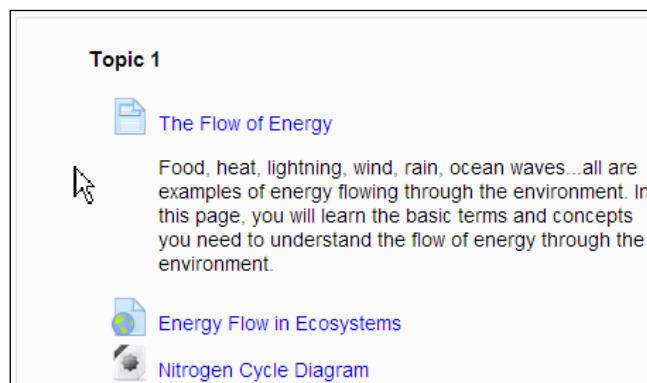 Topic 1
The Flow of Energy
Food, heat, lightning, wind, rain, ocean waves...all are
examples of energy flowing through the environment. In
this page, you will learn the basic terms and concepts
you need to understand the flow of energy through the
environment.
Energy Flow in Ecosystems
Nitrogen Cycle Diagram